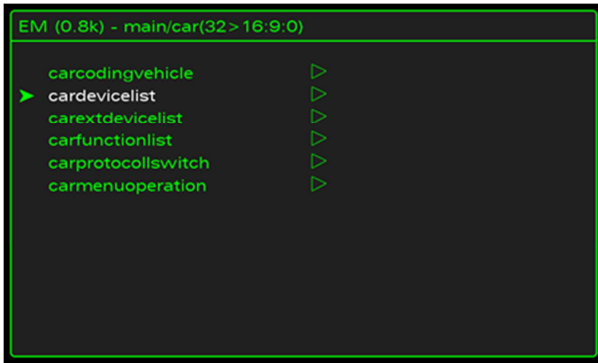 EM (0.8k) - main/car(32>16:9:0)
carcodingvehicle
cardevicelist
carextdevicelist
carfunctionlist
carprotocollswitch
carmenuoperation